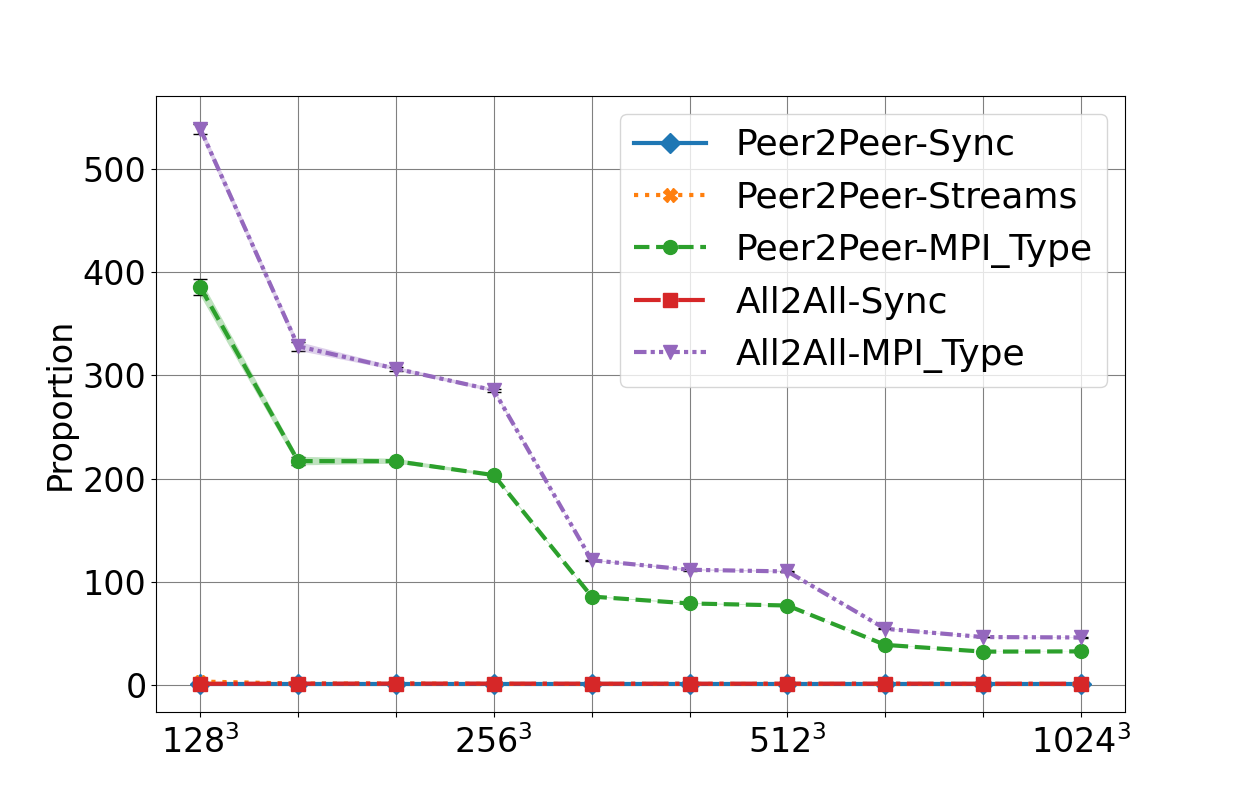 Proportion
500
400
300
200
100
0
128³
256³
512³
1024³
Peer2Peer-Sync
Peer2Peer-Streams
Peer2Peer-MPI_Type
All2All-Sync
All2All-MPI_Type